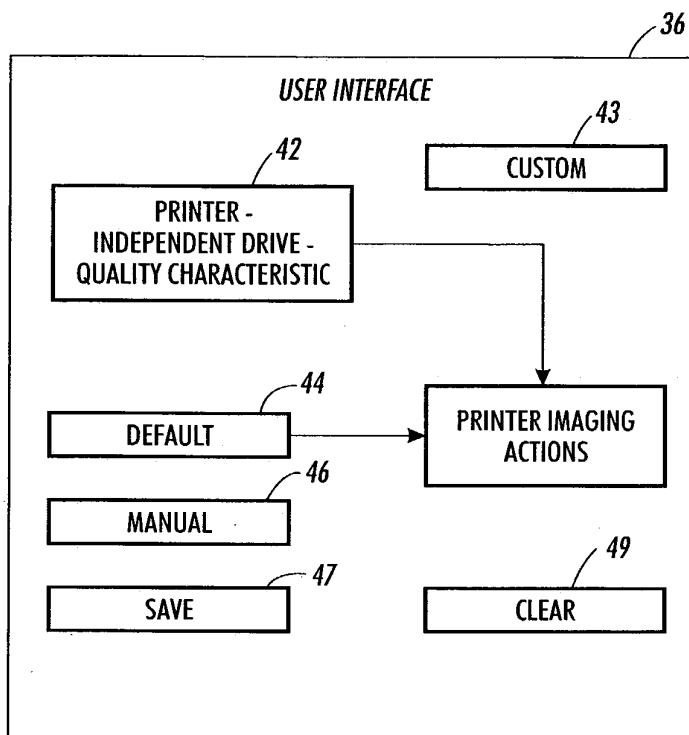 36
USER INTERFACE
43
CUSTOM
42
PRINTER -
INDEPENDENT DRIVE -
QUALITY CHARACTERISTIC
44
DEFAULT
PRINTER IMAGING
ACTIONS
46
MANUAL
47
SAVE
49
CLEAR